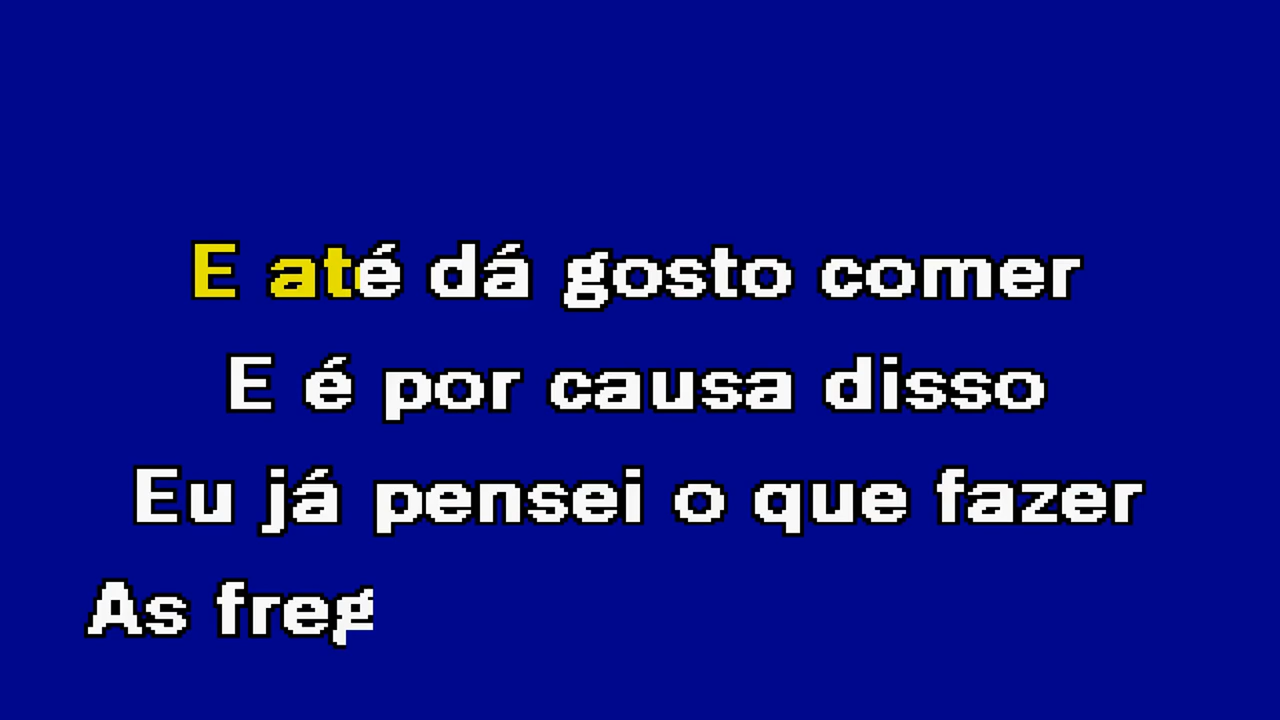 E até dá gosto comer
E é por causa disso
Eu já pensei o que fazer
As freg